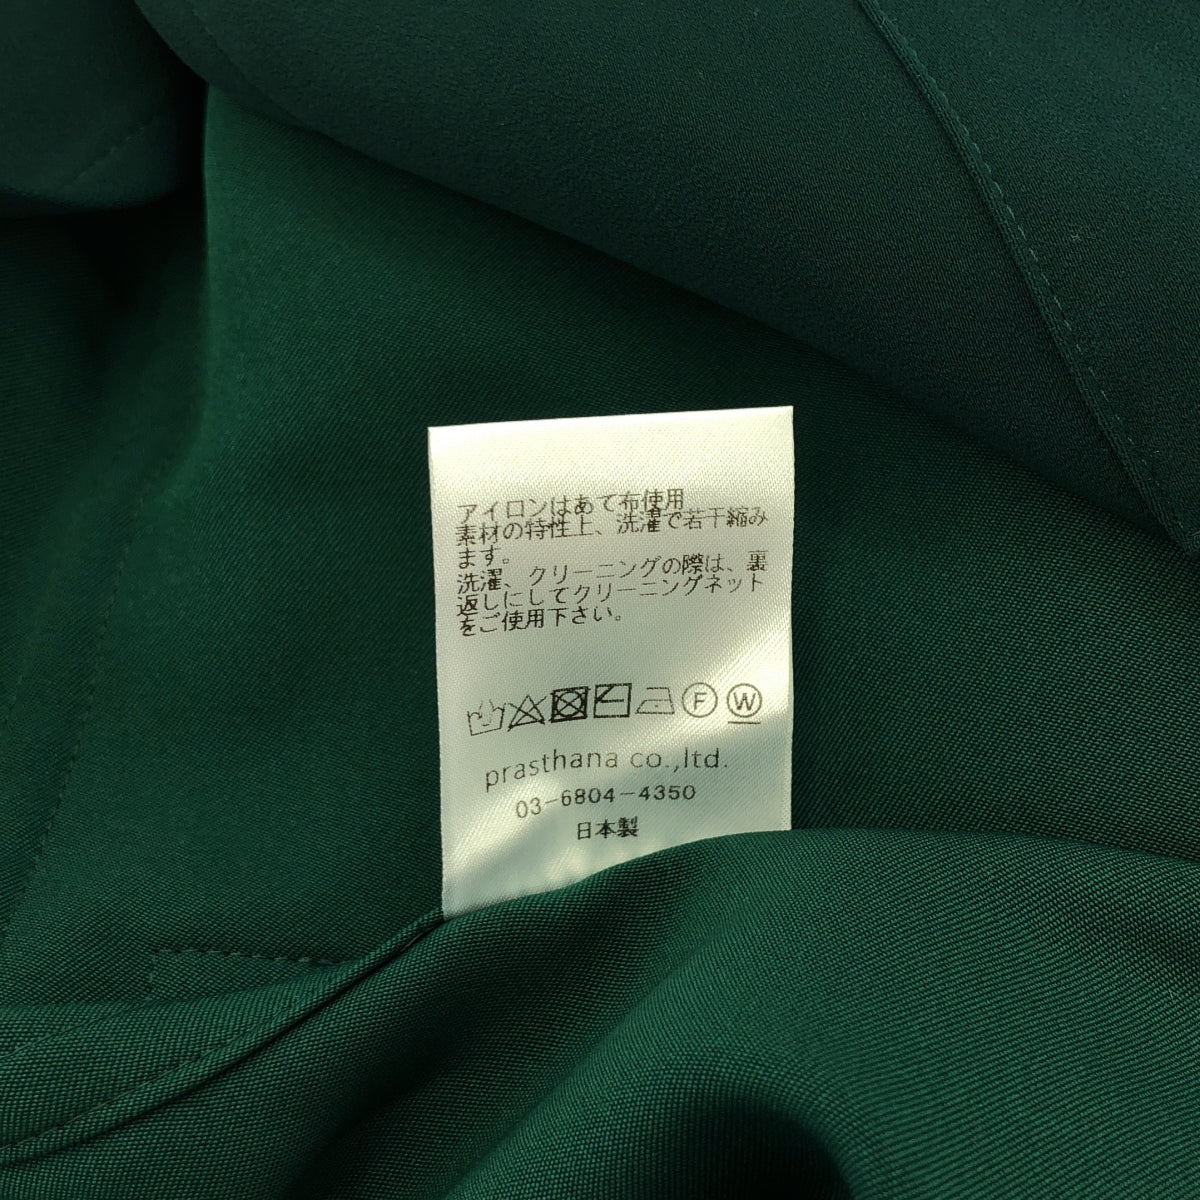 アイロンはあて布使用
素材の特性上、洗濯で若干縮み
ます。
洗濯、クリーニングの際は、裏
返しにしてクリーニングネット
をご使用下さい。
F W
prasthana co.,ltd.
03-6804-4350
日本製